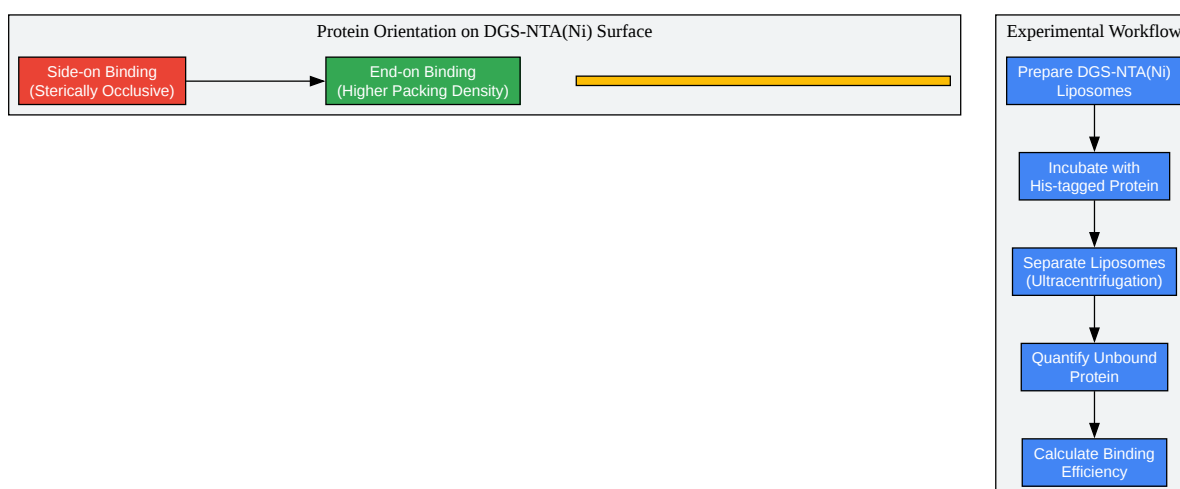 Protein Orientation on DGS-NTA(Ni) Surface
Side-on Binding
(Sterically Occlusive)
End-on Binding
(Higher Packing Density)
Experimental Workflow
Prepare DGS-NTA(Ni)
Liposomes
Incubate with
His-tagged Protein
Separate Liposomes
(Ultracentrifugation)
Quantify Unbound
Protein
Calculate Binding
Efficiency